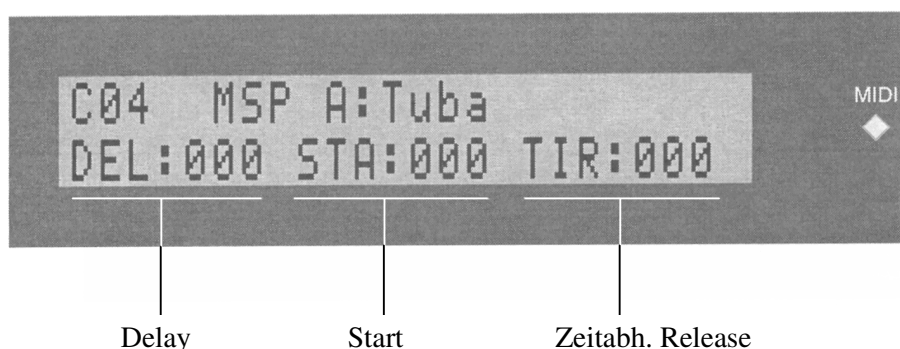 C04 MSP A:Tuba
MIDI
DEL:000 STA:000 TIR:000
Delay Start Zeitabh. Release